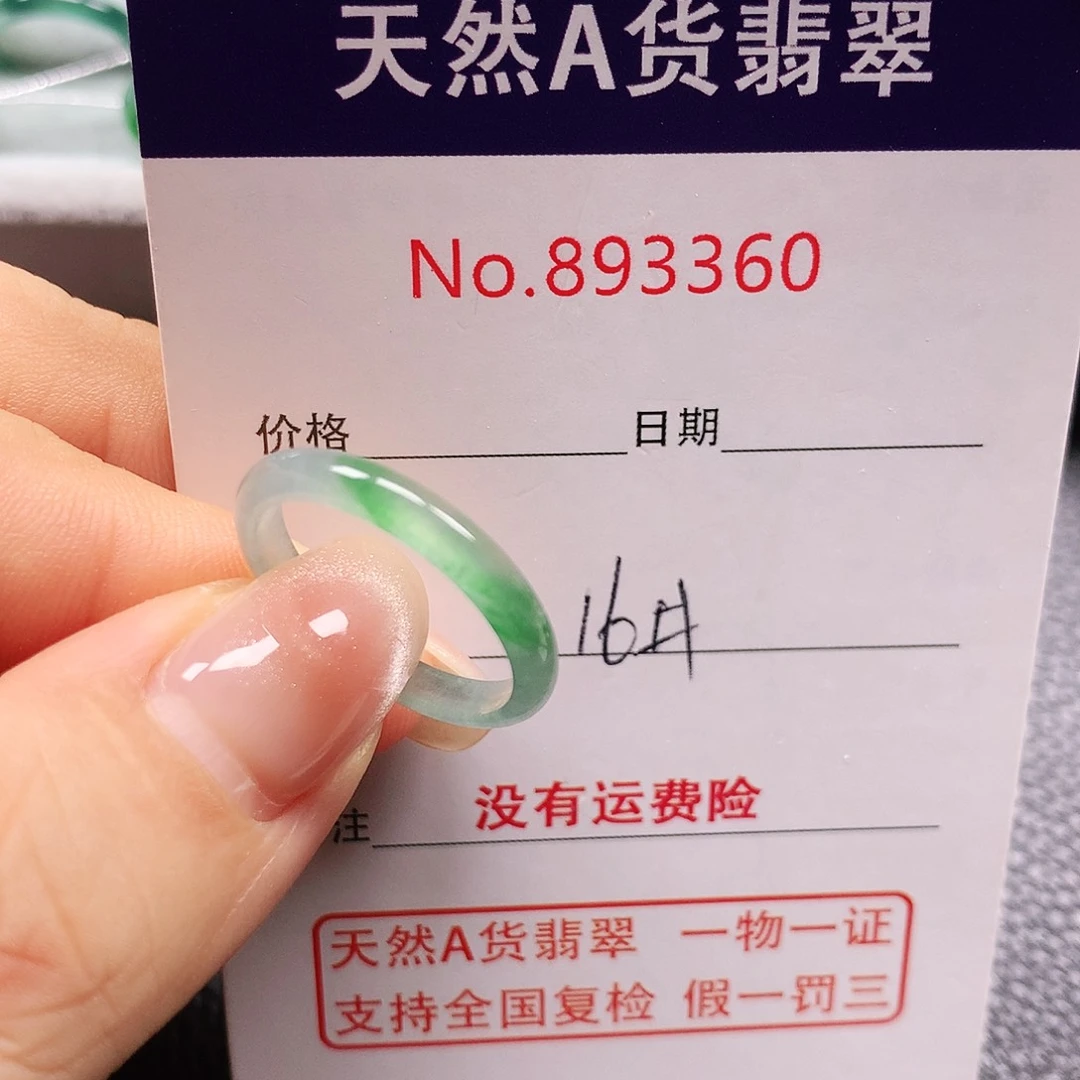 天然A货翡翠
No.893360
价格 日期
16#
注 没有运费险
天然A货翡翠 一物一证
支持全国复检 假一罚三